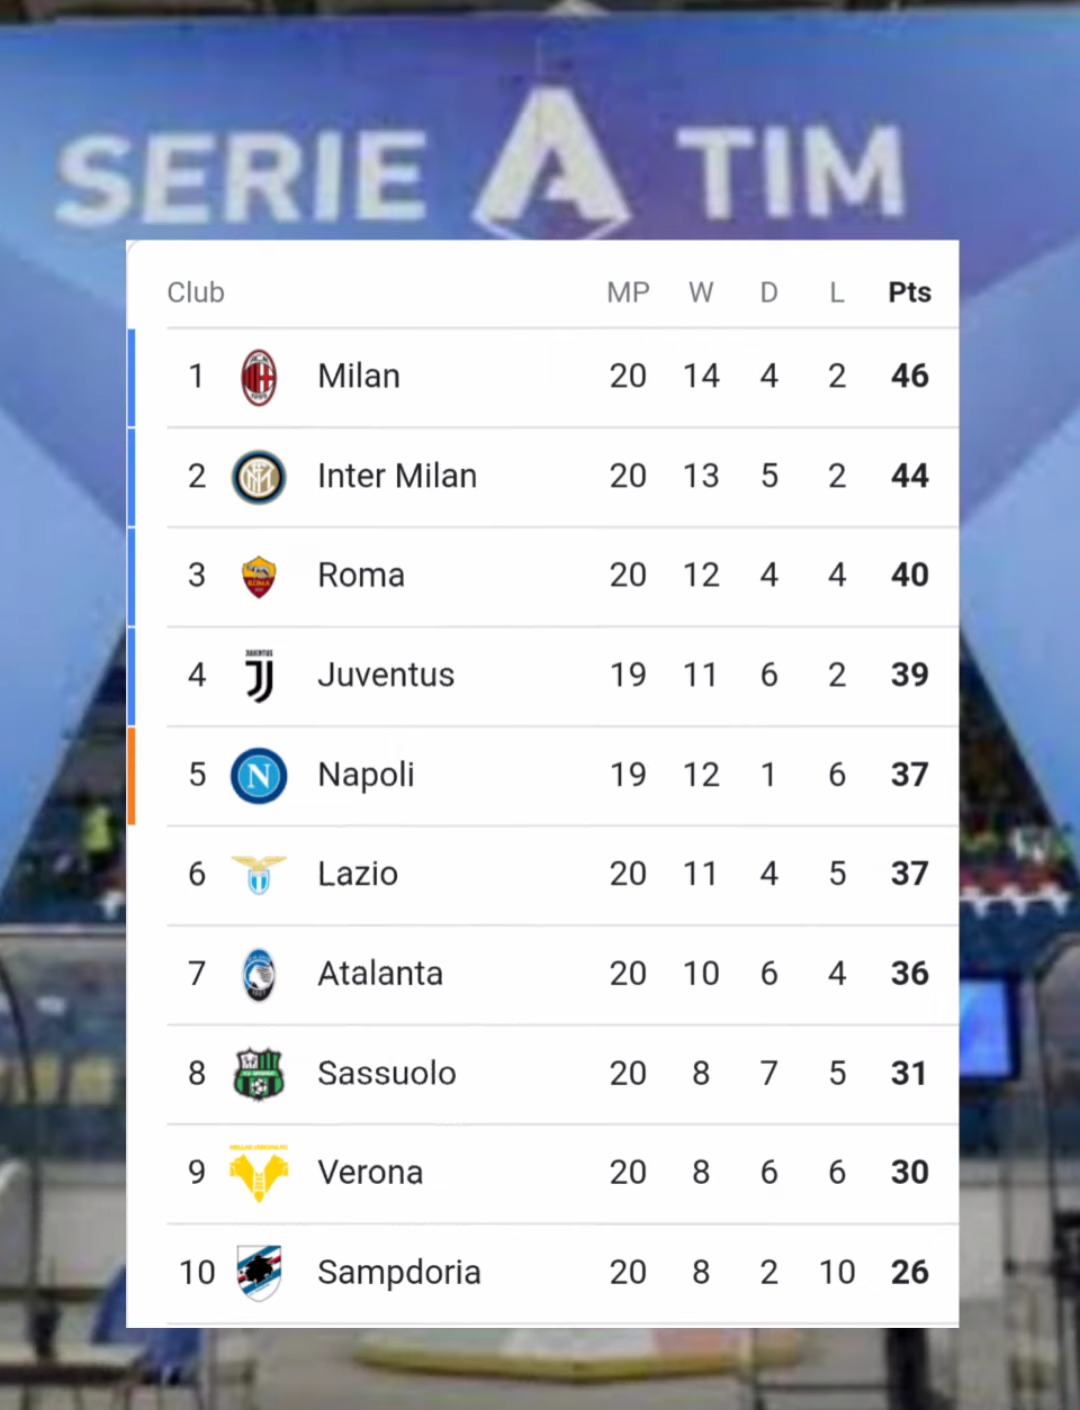 SERIE A TIM
Club MP W D L Pts
1 Milan 20 14 4 2 46
2 Inter Milan 20 13 5 2 44
3 Roma 20 12 4 4 40
4 Juventus 19 11 6 2 39
5 N Napoli 19 12 1 6 37
6 Lazio 20 11 4 5 37
7 Atalanta 20 10 6 4 36
8 Sassuolo 20 8 7 5 31
9 Verona 20 8 6 6 30
10 Sampdoria 20 8 2 10 26